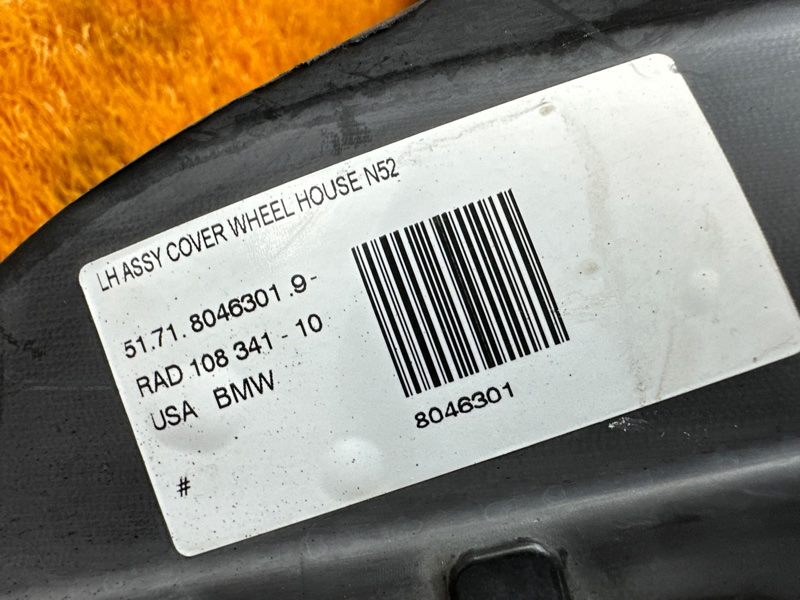 LH ASSY COVER WHEEL HOUSE N52
51.71. 8046301 .9-
RAD 108 341 - 10
USA BMW
#
8046301